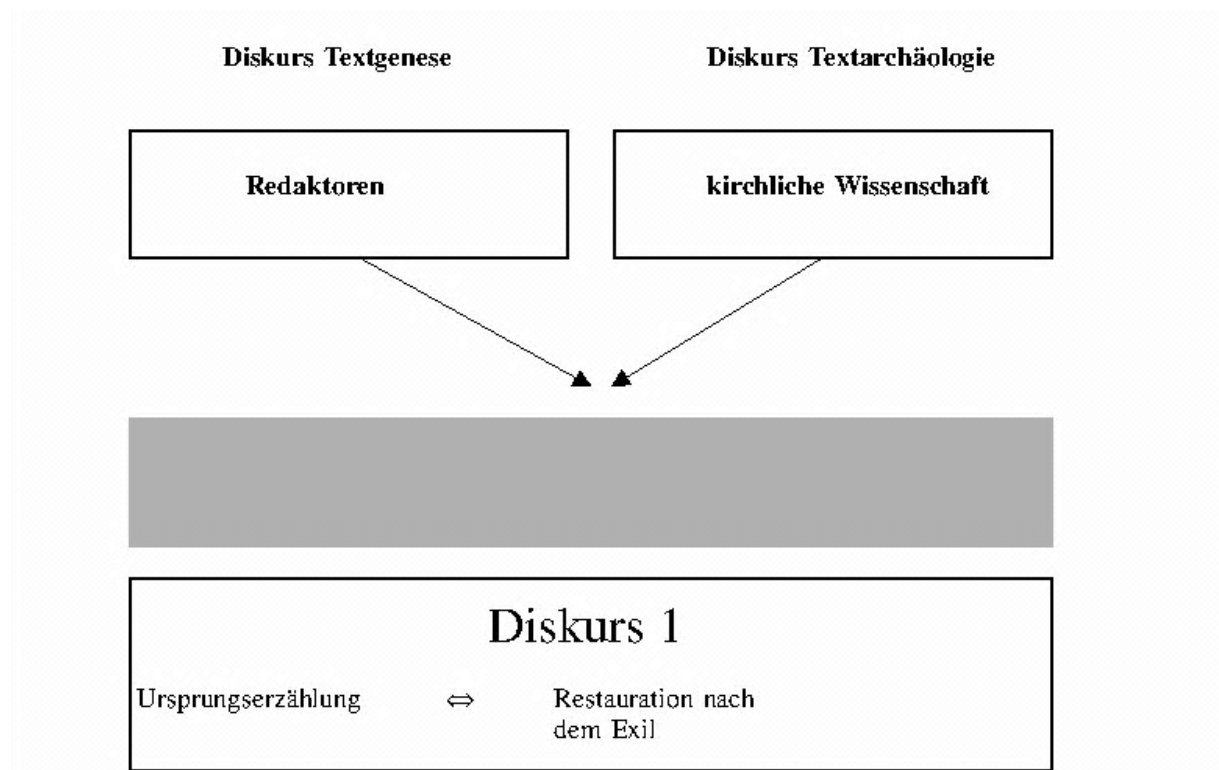 Diskurs Textgenese
Diskurs Textarchäologie
Redaktoren
kirchliche Wissenschaft
Diskurs 1
Ursprungserzählung ⇔ Restauration nach
dem Exil